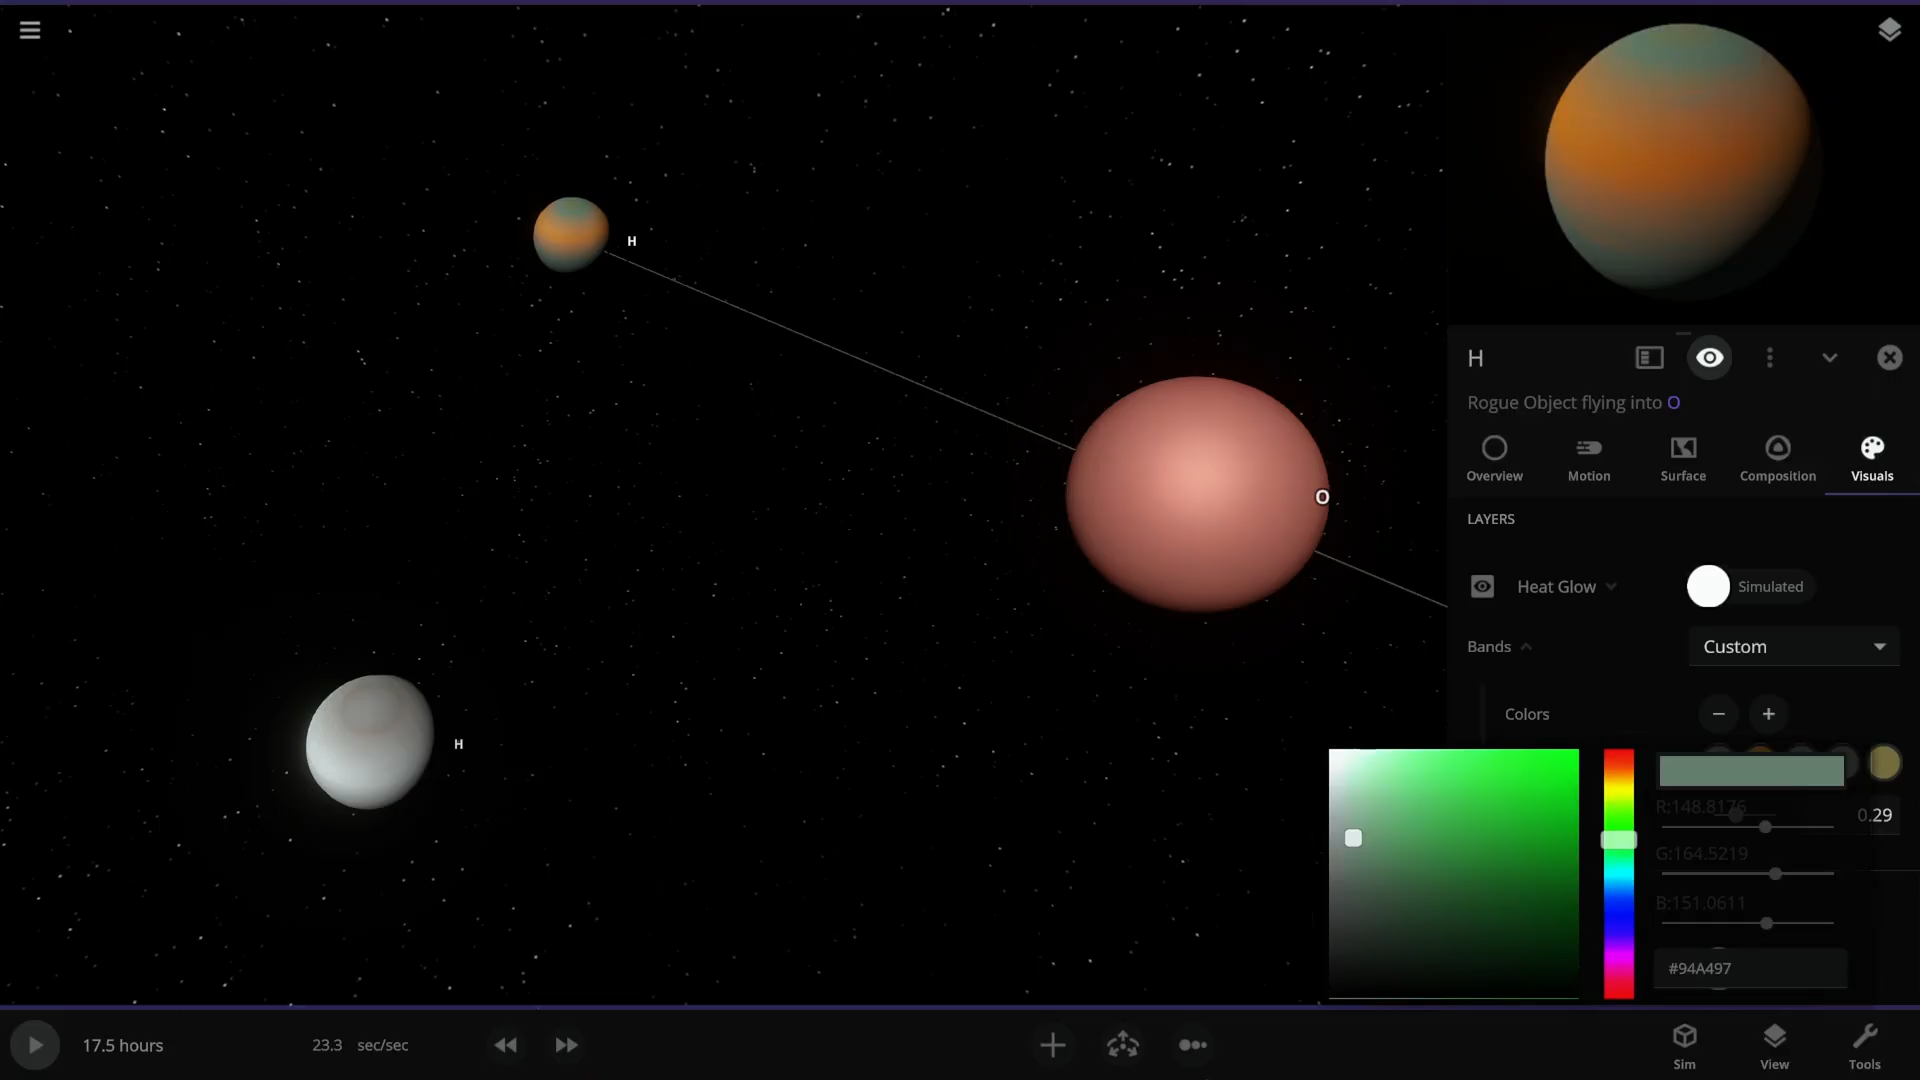 H
H
O
H
Rogue Object flying into O
Overview
Motion
Surface
Composition
Visuals
LAYERS
Heat Glow
Simulated
Bands
Custom
Colors
R:148.8176
0.29
G:164.5219
B:151.0611
#94A497
17.5 hours
23.3 sec/sec
Sim
View
Tools